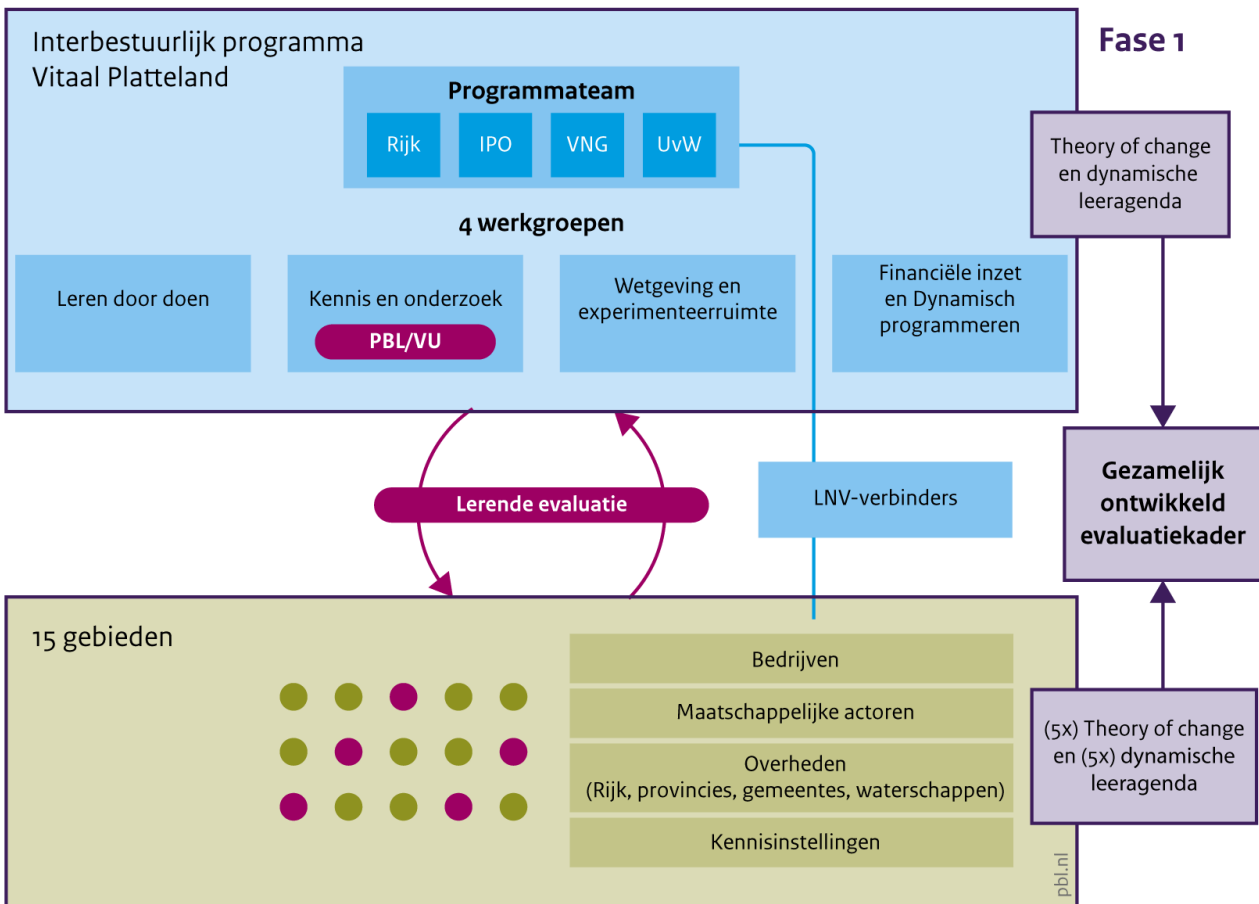 Interbestuurlijk programma
Vitaal Platteland
Fase 1
Programmateam
Rijk
IPO
VNG
UvW
Theory of change
en dynamische
leeragenda
4 werkgroepen
Leren door doen
Kennis en onderzoek
PBL/VU
Wetgeving en
experimenteerruimte
Financiële inzet
en Dynamisch
programmeren
Lerende evaluatie
LNV-verbinders
Gezamelijk
ontwikkeld
evaluatiekader
15 gebieden
Bedrijven
Maatschappelijke actoren
Overheden
(Rijk, provincies, gemeentes, waterschappen)
Kennisinstellingen
(5x) Theory of change
en (5x) dynamische
leeragenda
pbl.nl